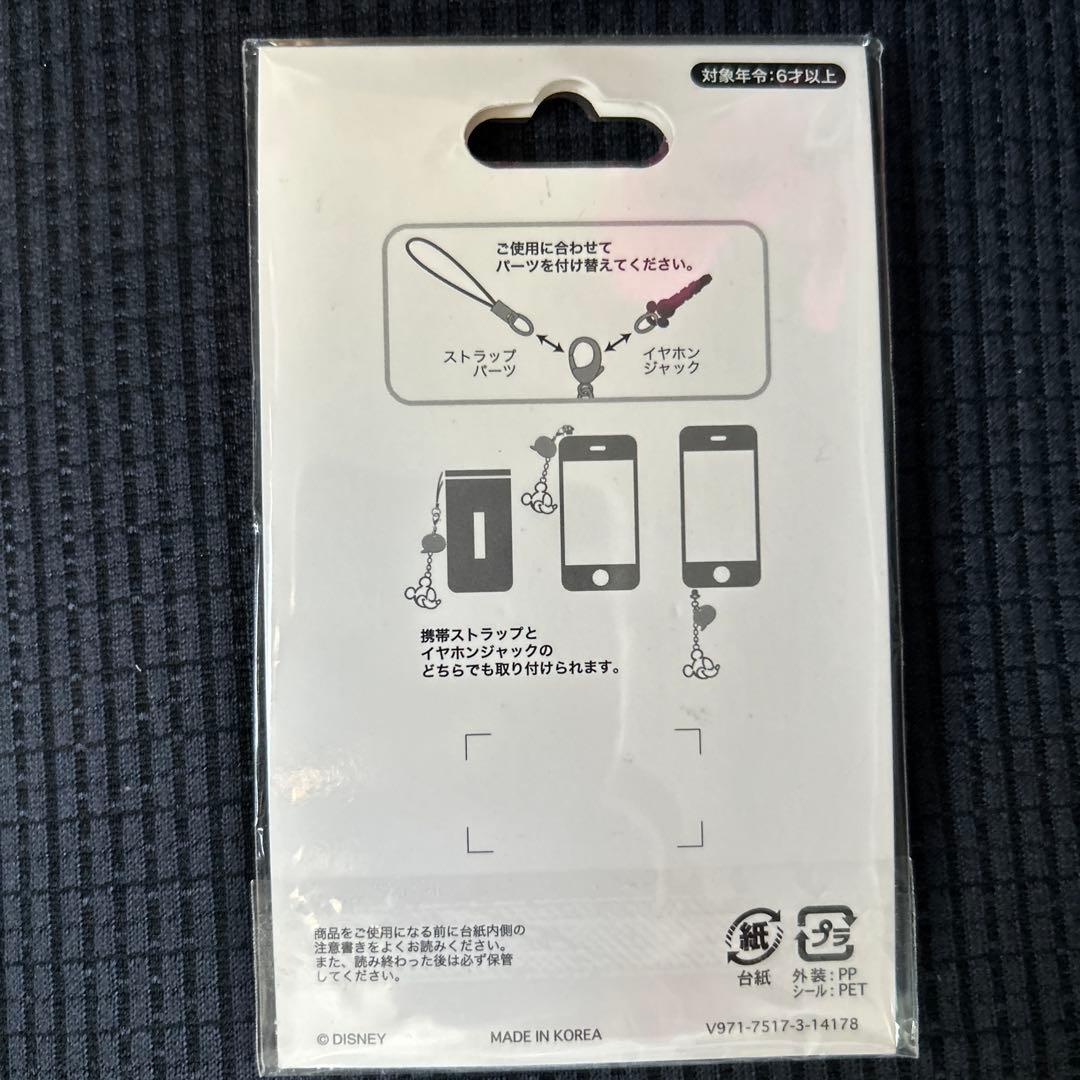 対象年令:6才以上
ご使用に合わせて
パーツを付け替えてください。
ストラップ
パーツ
イヤホン
ジャック
携帯ストラップと
イヤホンジャックの
どちらでも取り付けられます。
商品をご使用になる前に台紙内側の
注意書きをよくお読みください。
また、読み終わった後は必ず保管
してください。
紙
台紙
プラ
外装:PP
シール:PET
© DISNEY
MADE IN KOREA
V971-7517-3-14178